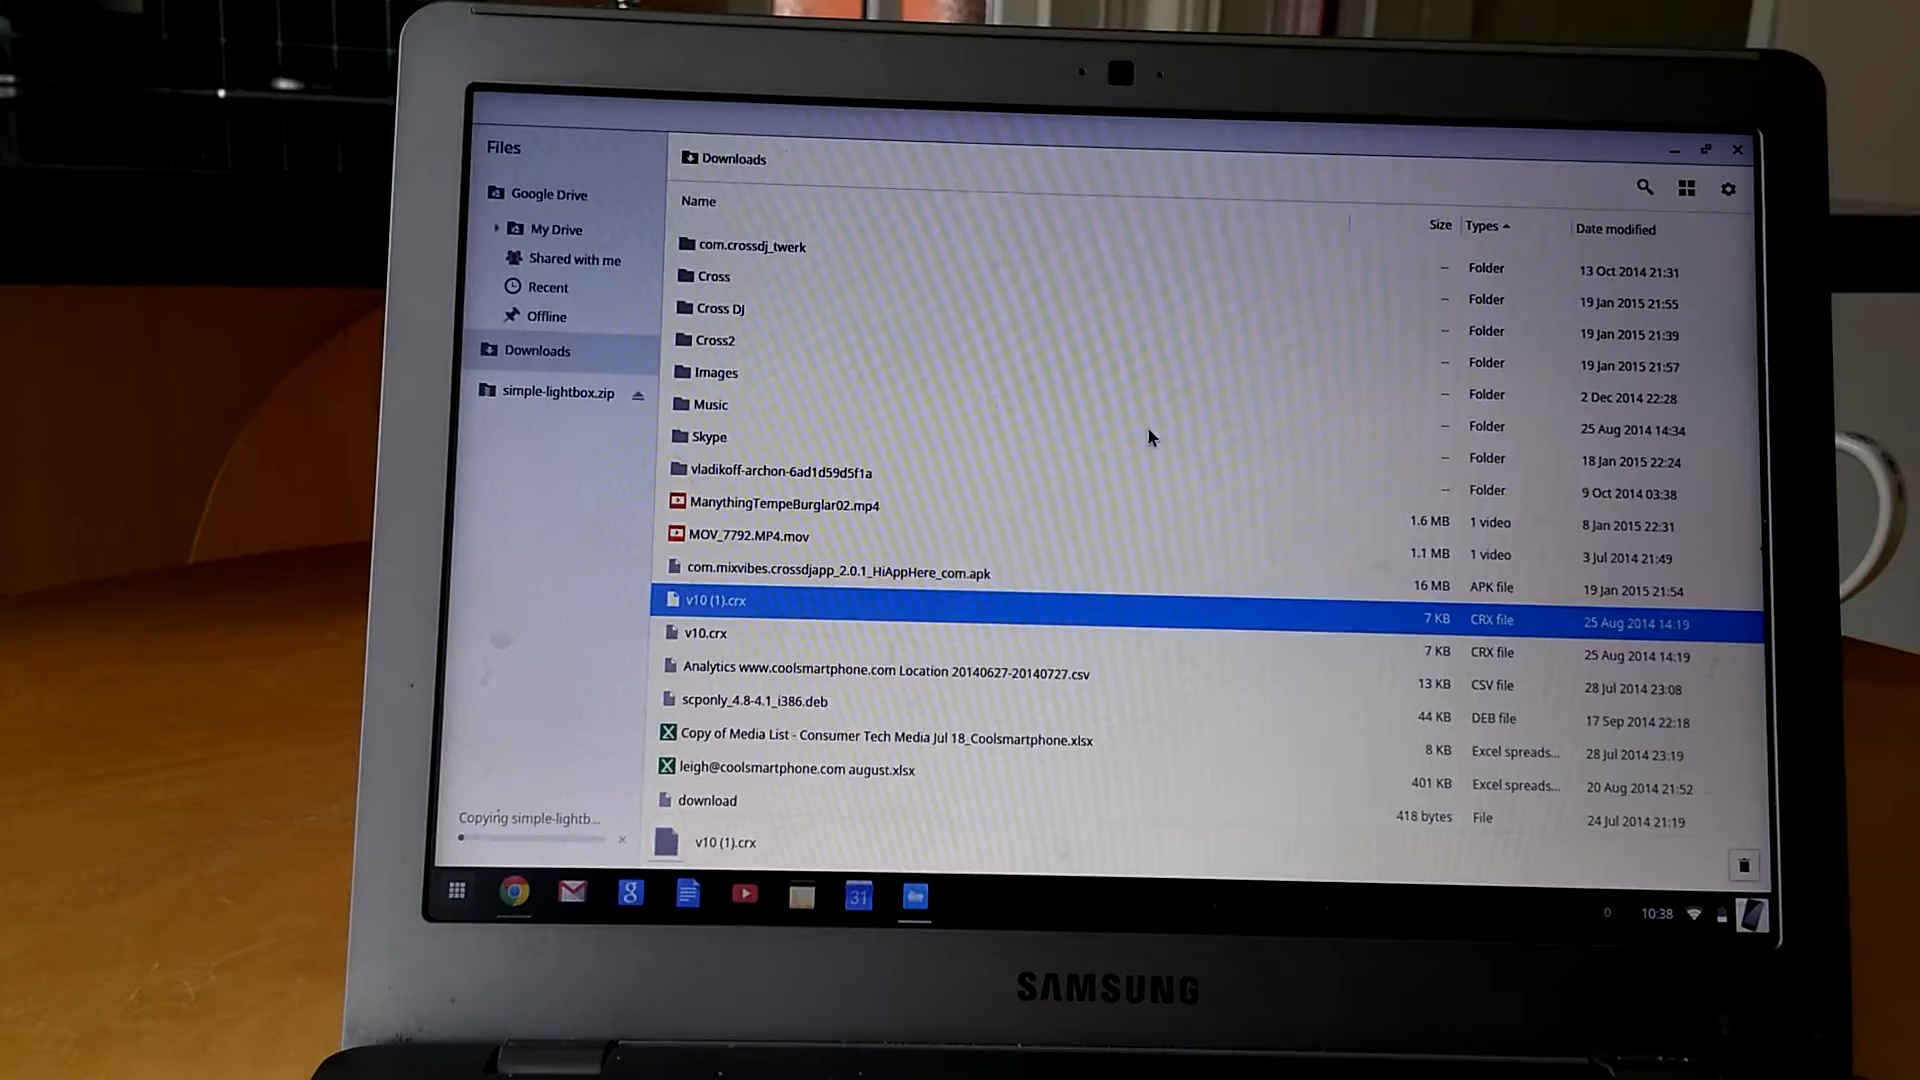 Files
Google Drive
My Drive
Shared with me
Recent
Offline
Downloads
simple-lightbox.zip
Copying simple-lightb...
Downloads
Name Size Types Date modified
com.crossdj_twerk -- Folder 13 Oct 2014 21:31
Cross -- Folder 19 Jan 2015 21:55
Cross DJ -- Folder 19 Jan 2015 21:39
Cross2 -- Folder 19 Jan 2015 21:57
Images -- Folder 2 Dec 2014 22:28
Music -- Folder 25 Aug 2014 14:34
Skype -- Folder 18 Jan 2015 22:24
vladikoff-archon-6ad1d59d5f1a -- Folder 9 Oct 2014 03:38
ManythingTempeBurglar02.mp4 1.6 MB 1 video 8 Jan 2015 22:31
MOV_7792.MP4.mov 1.1 MB 1 video 3 Jul 2014 21:49
com.mixvibes.crossdjapp_2.0.1_HiAppHere_com.apk 16 MB APK file 19 Jan 2015 21:54
v10 (1).crx 7 KB CRX file 25 Aug 2014 14:19
v10.crx 7 KB CRX file 25 Aug 2014 14:19
Analytics www.coolsmartphone.com Location 20140627-20140727.csv 13 KB CSV file 28 Jul 2014 23:08
scponly_4.8-4.1_i386.deb 44 KB DEB file 17 Sep 2014 22:18
Copy of Media List - Consumer Tech Media Jul 18_Coolsmartphone.xlsx 8 KB Excel spreads... 28 Jul 2014 23:19
leigh@coolsmartphone.com august.xlsx 401 KB Excel spreads... 20 Aug 2014 21:52
download 418 bytes File 24 Jul 2014 21:19
v10 (1).crx
8
31
0 10:38
SAMSUNG